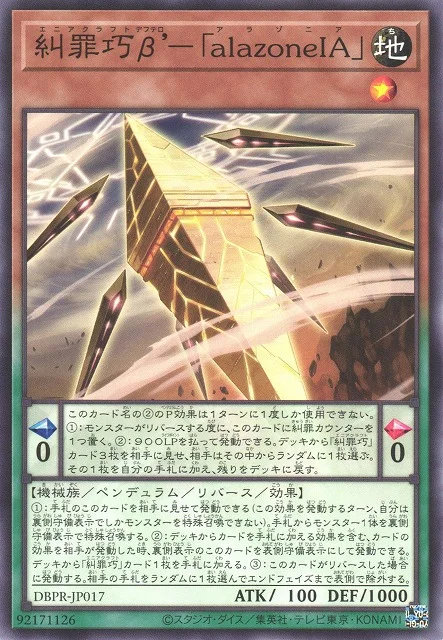 糾罪巧β’－「alazoneIA」
エニアクラフトデフテロ アラゾニア
地
ち
0
0
このカード名の②のP効果は1ターンに1度しか使用できない。
①：モンスターがリバースする度にこのカードに糾罪カウンター
を1つ置く。②：900LPを払って発動できる。デッキから「糾罪巧」
カード3枚を相手に見せ、相手はその中からランダムに1枚選ぶ。
その1枚を自分の手札に加え、残りをデッキに戻す。
【機械族／ペンデュラム／リバース／効果】
①：手札のこのカードを相手に見せて発動できる（この効果を発動するターン、自分は
裏側守備表示でしかモンスターを特殊召喚できない）。手札からモンスター1体を裏側
守備表示で特殊召喚する。②：デッキからカードを手札に加える効果を含む、カードの
効果を相手が発動した時、裏側表示のこのカードを表側守備表示にして発動できる。
デッキからカード1枚を手札に加える。③：このカードがリバースした場合
に発動する。相手の手札をランダムに1枚選んでエンドフェイズまで表側で除外する。
DBPR-JP017
ATK/ 100 DEF/1000
92171126
©スタジオ・ダイス／集英社・テレビ東京・KONAMI